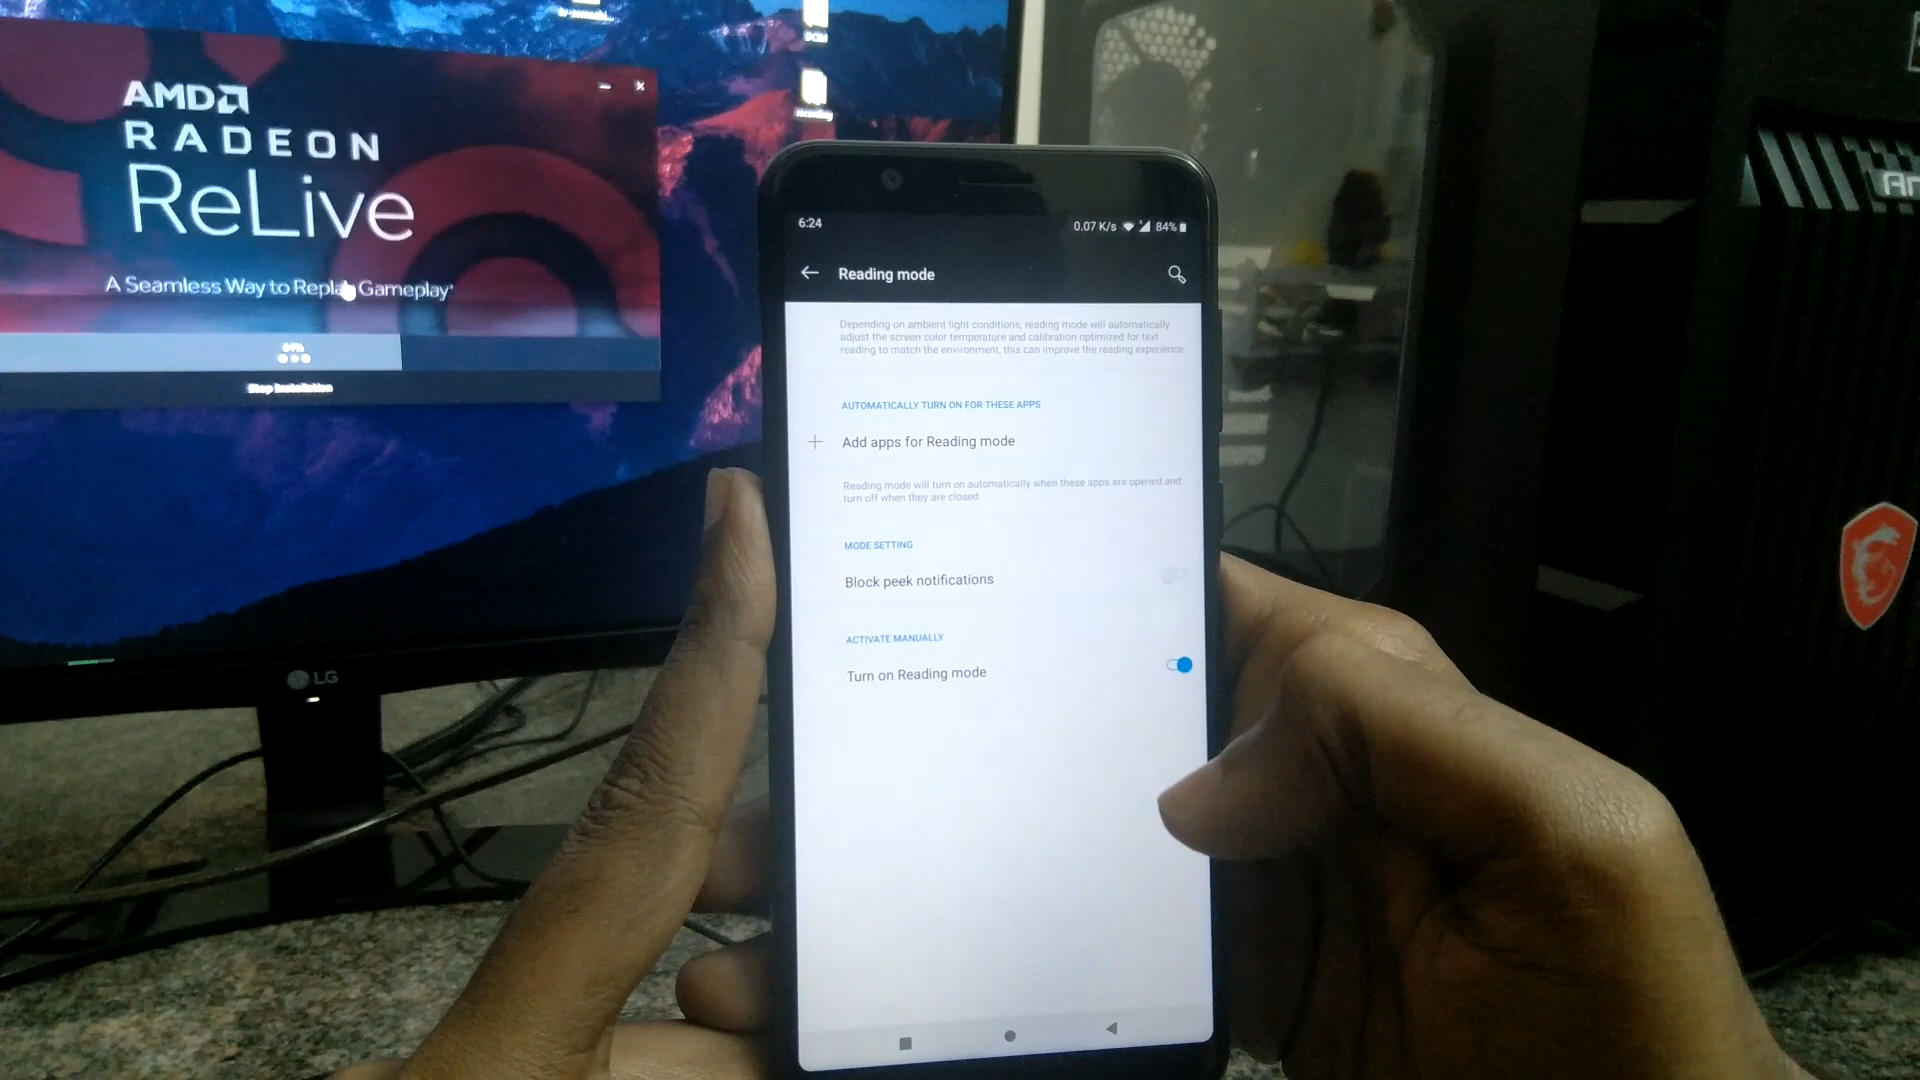 AMD
RADEON
ReLive
A Seamless Way to Replay Gameplay*
Stop Installation
recording
LG
6:24
0.07 K/s
84%
Reading mode
Depending on ambient light conditions, reading mode will automatically
adjust the screen color temperature and calibration optimized for text
reading to match the environment, this can improve the reading experience.
AUTOMATICALLY TURN ON FOR THESE APPS
Add apps for Reading mode
Reading mode will turn on automatically when these apps are opened and
turn off when they are closed.
MODE SETTING
Block peek notifications
ACTIVATE MANUALLY
Turn on Reading mode